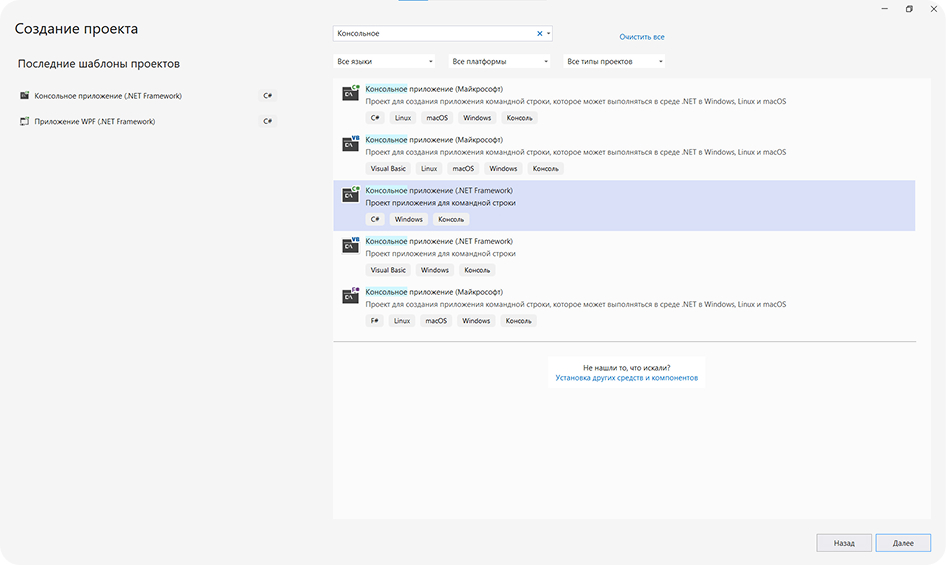 Создание проекта
Последние шаблоны проектов
Консольное приложение (.NET Framework) C#
Приложение WPF (.NET Framework) C#
Консольное
Очистить все
Все языки Все платформы Все типы проектов
Консольное приложение (Майкрософт)
Проект для создания приложения командной строки, которое может выполняться в среде .NET в Windows, Linux и macOS
C# Linux macOS Windows Консоль
Консольное приложение (Майкрософт)
Проект для создания приложения командной строки, которое может выполняться в среде .NET в Windows, Linux и macOS
Visual Basic Linux macOS Windows Консоль
Консольное приложение (.NET Framework)
Проект приложения для командной строки
C# Windows Консоль
Консольное приложение (.NET Framework)
Проект приложения для командной строки
Visual Basic Windows Консоль
Консольное приложение (Майкрософт)
Проект для создания приложения командной строки, которое может выполняться в среде .NET в Windows, Linux и macOS
F# Linux macOS Windows Консоль
Не нашли то, что искали?
Установка других средств и компонентов
Назад Далее